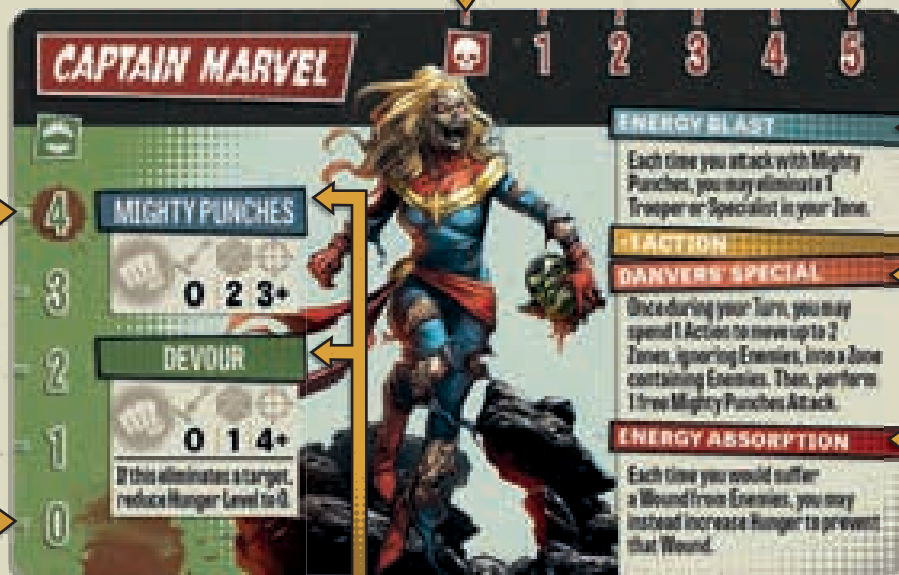 CAPTAIN MARVEL
1 2 3 4 5
ENERGY BLAST
Each time you attack with Mighty
Punches, you may eliminate 1
Trooper or Specialist in your Zone.
+1 ACTION
DANVERS' SPECIAL
Once during your Turn, you may
spend 1 Action to move up to 2
Zones, ignoring Enemies, into a Zone
containing Enemies. Then, perform
1 free Mighty Punches Attack.
ENERGY ABSORPTION
Each time you would suffer
a Wound from Enemies, you may
instead increase Hunger to prevent
that Wound.
4
MIGHTY PUNCHES
3
0 2 3+
2
DEVOUR
1
0 1 4+
If this eliminates a target,
reduce Hunger Level to 0.
0